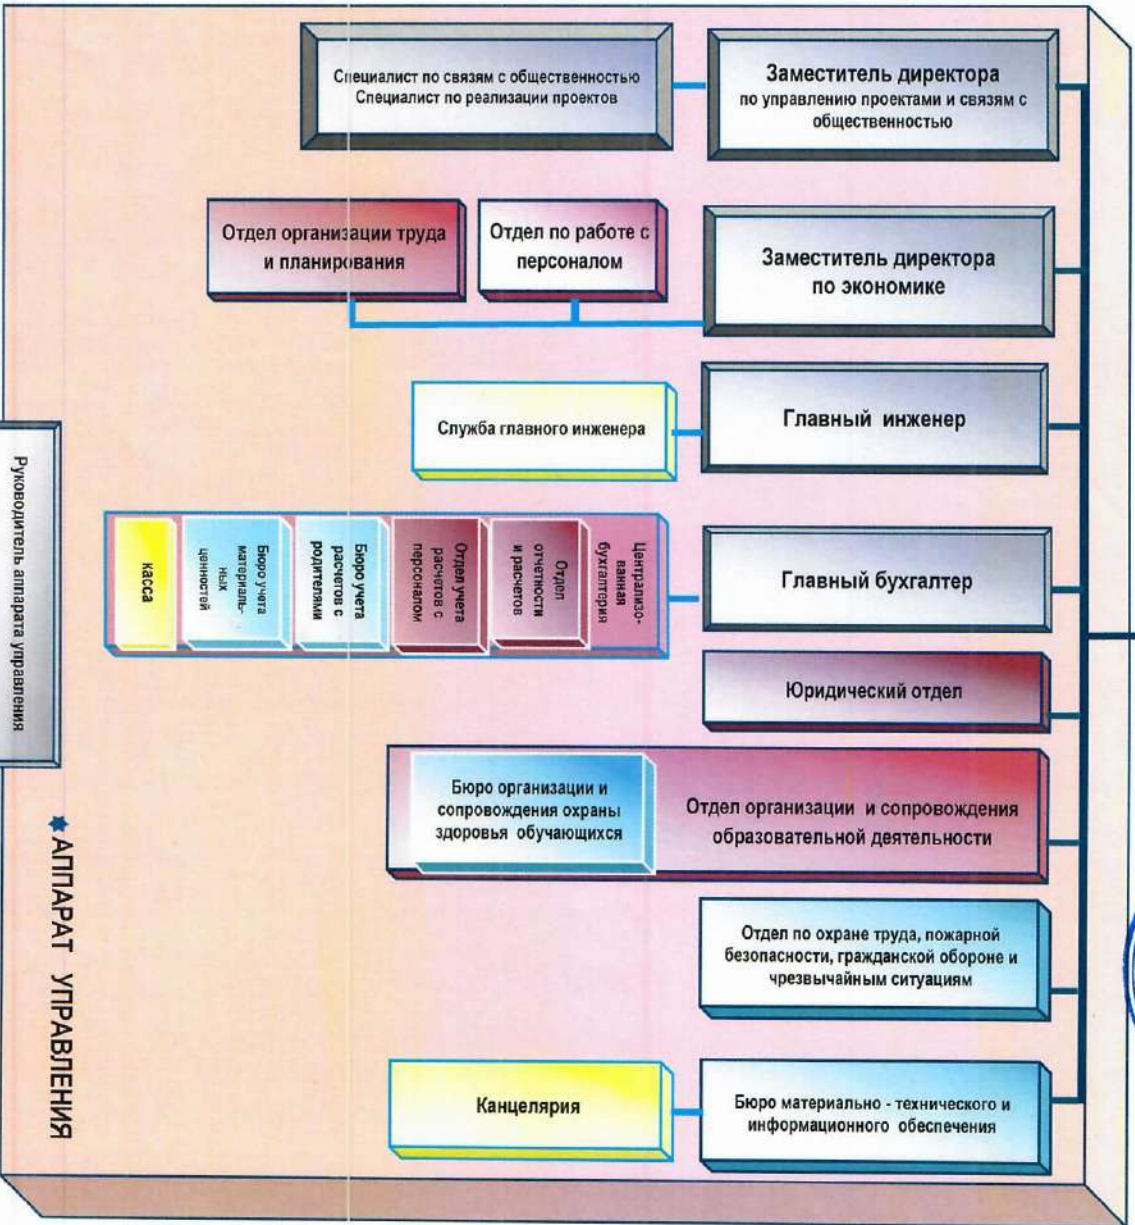 Специалист по связям с общественностью
Специалист по реализации проектов
Заместитель директора
по управлению проектами и связям с
общественностью
Отдел организации труда
и планирования
Отдел по работе с
персоналом
Заместитель директора
по экономике
Служба главного инженера
Главный инженер
Главный бухгалтер
Централизо-
ванная
бухгалтерия
Отдел
отчетности
и расчетов
Отдел учета
расчетов с
персоналом
Бюро учета
расчетов с
родителями
Бюро учета
материаль-
ных
ценностей
касса
Юридический отдел
Отдел организации и сопровождения
образовательной деятельности
Бюро организации и
сопровождения охраны
здоровья обучающихся
Отдел по охране труда, пожарной
безопасности, гражданской обороне и
чрезвычайным ситуациям
Бюро материально - технического и
информационного обеспечения
Канцелярия
Руководитель аппарата управления
АППАРАТ УПРАВЛЕНИЯ